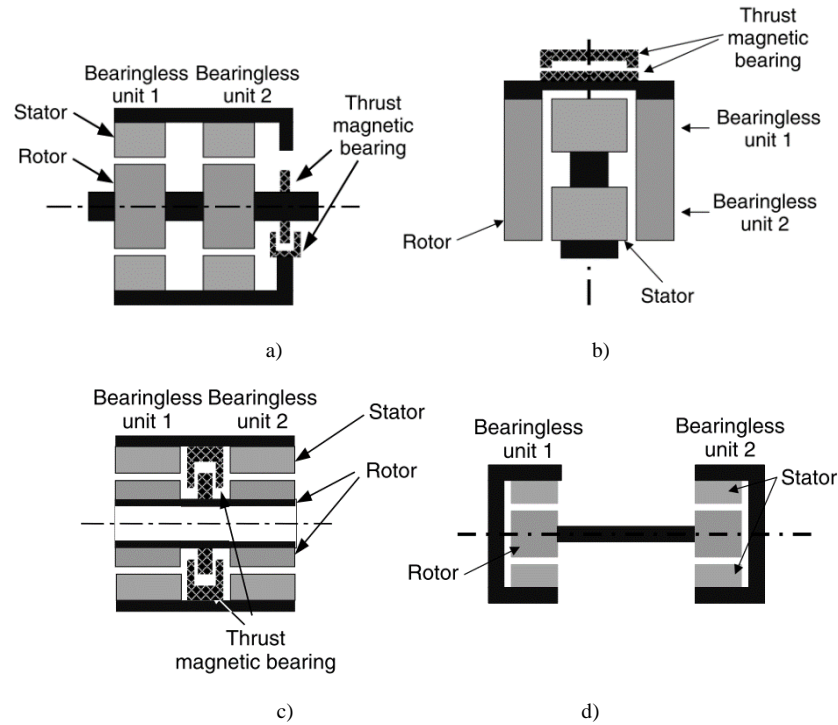 Bearingless
unit 1
Bearingless
unit 2
Stator
Rotor
Thrust
magnetic
bearing
a)
Thrust
magnetic
bearing
Bearingless
unit 1
Bearingless
unit 2
Rotor
Stator
b)
Bearingless
unit 1
Bearingless
unit 2
Stator
Rotor
Thrust
magnetic bearing
c)
Bearingless
unit 1
Bearingless
unit 2
Stator
Rotor
d)